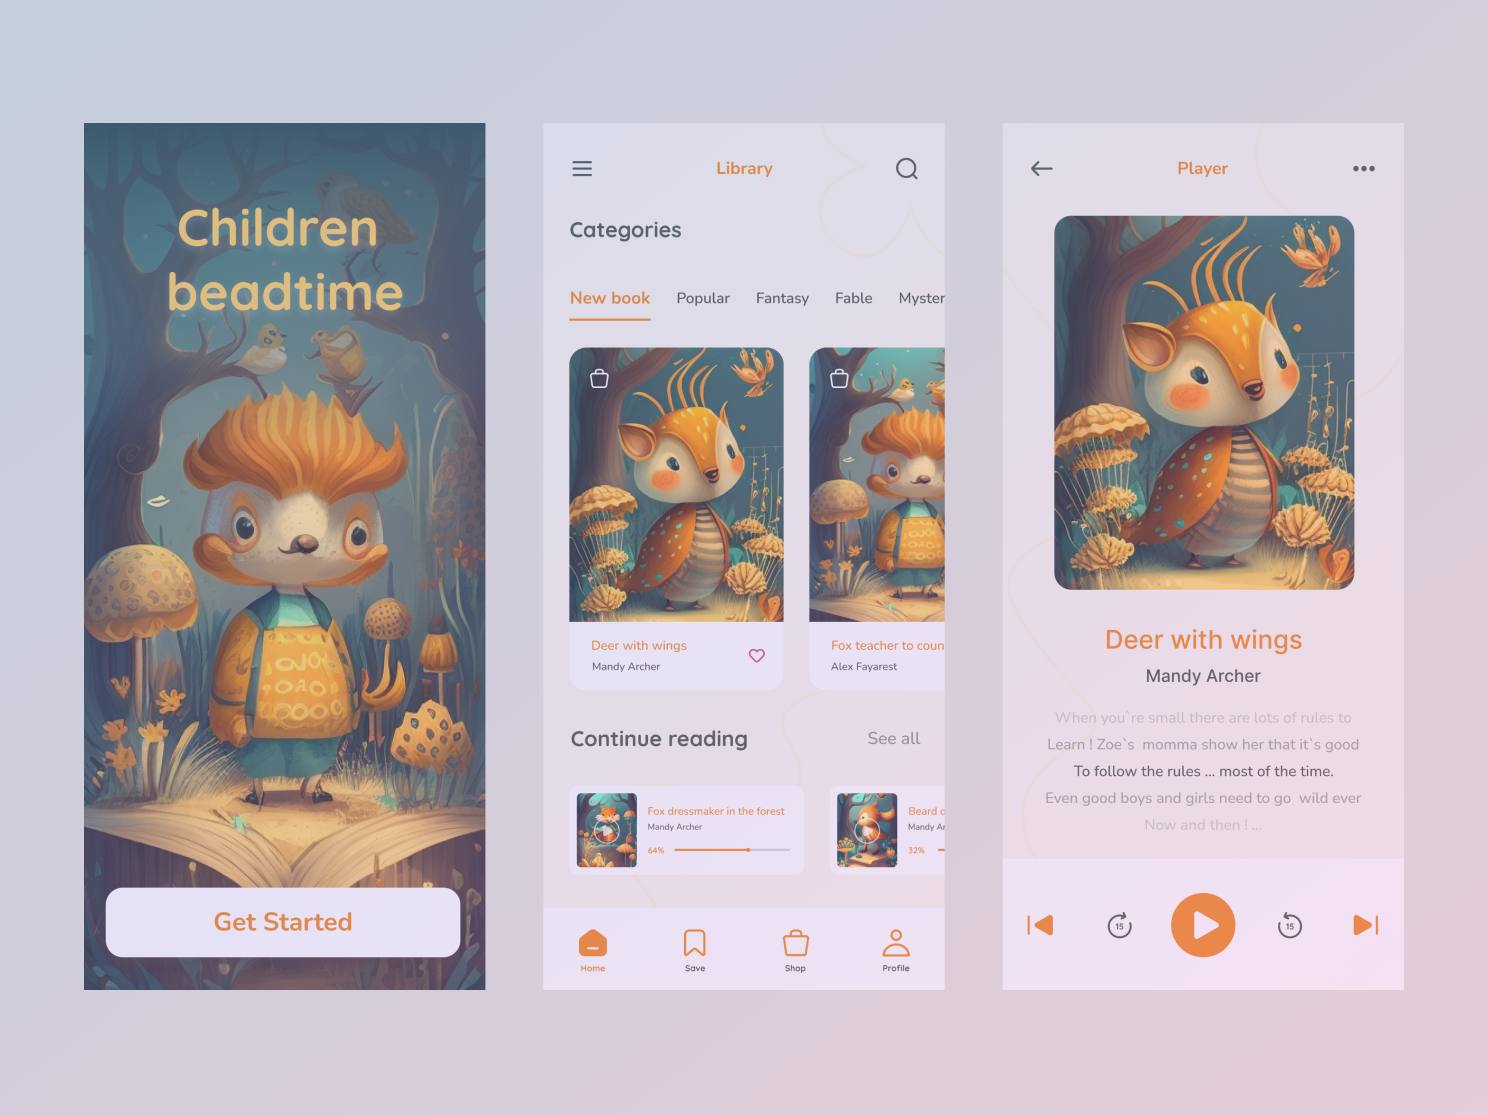 Children
beadtime
Get Started
Library
Categories
New book Popular Fantasy Fable Myster
Deer with wings
Mandy Archer
Fox teacher to coun
Alex Fayarest
Continue reading See all
Fox dressmaker in the forest
Mandy Archer
64%
Beard o
Mandy Ar
32%
Home Save Shop Profile
Player
Deer with wings
Mandy Archer
When you`re small there are lots of rules to
Learn ! Zoe`s momma show her that it`s good
To follow the rules ... most of the time.
Even good boys and girls need to go wild ever
Now and then ! ...
15 15